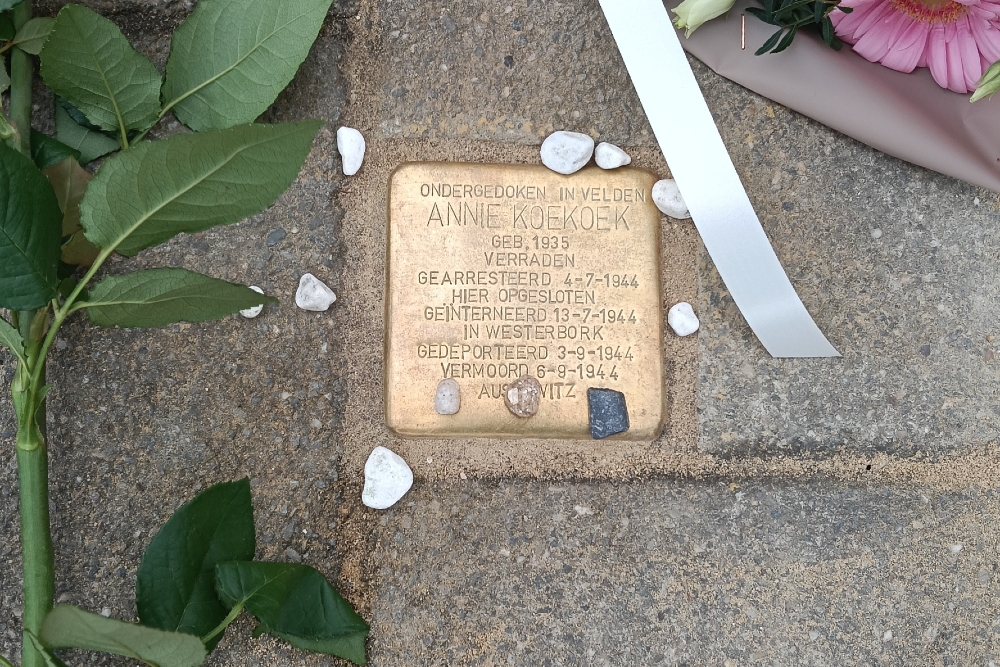 ONDERGEDOKEN IN VELDEN
ANNIE KOEKOEK
GEB. 1935
VERRADEN
GEARRESTEERD 4-7-1944
HIER OPGESLOTEN
GEÏNTERNEERD 13-7-1944
IN WESTERBORK
GEDEPORTEERD 3-9-1944
VERMOORD 6-9-1944